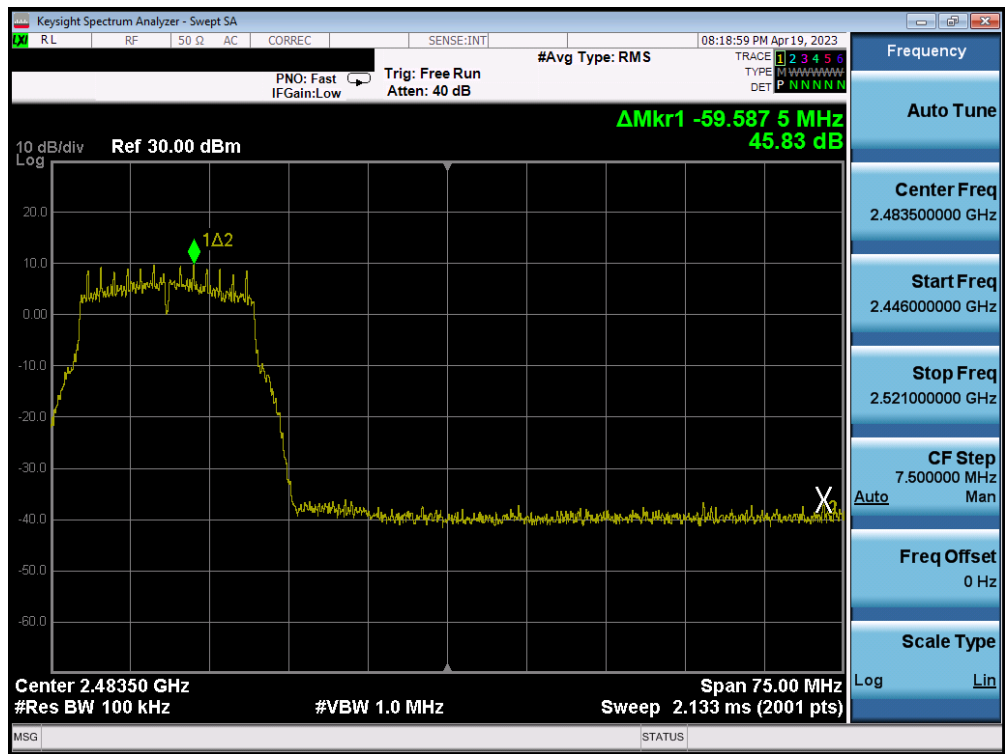 Keysight Spectrum Analyzer - Swept SA
LXI RL RF 50 Ω AC CORREC SENSE:INT 08:18:59 PM Apr 19, 2023
#Avg Type: RMS TRACE 1 2 3 4 5 6
PNO: Fast Trig: Free Run TYPE M WWWWW
IFGain:Low Atten: 40 dB DET P N N N N N
ΔMkr1 -59.587 5 MHz
45.83 dB
10 dB/div Ref 30.00 dBm
Log
20.0
1Δ2
10.0
0.00
-10.0
-20.0
-30.0
-40.0
-50.0
-60.0
Center 2.48350 GHz Span 75.00 MHz
#Res BW 100 kHz #VBW 1.0 MHz Sweep 2.133 ms (2001 pts)
MSG STATUS
Frequency
Auto Tune
Center Freq
2.483500000 GHz
Start Freq
2.446000000 GHz
Stop Freq
2.521000000 GHz
CF Step
7.500000 MHz
Auto Man
Freq Offset
0 Hz
Scale Type
Log Lin